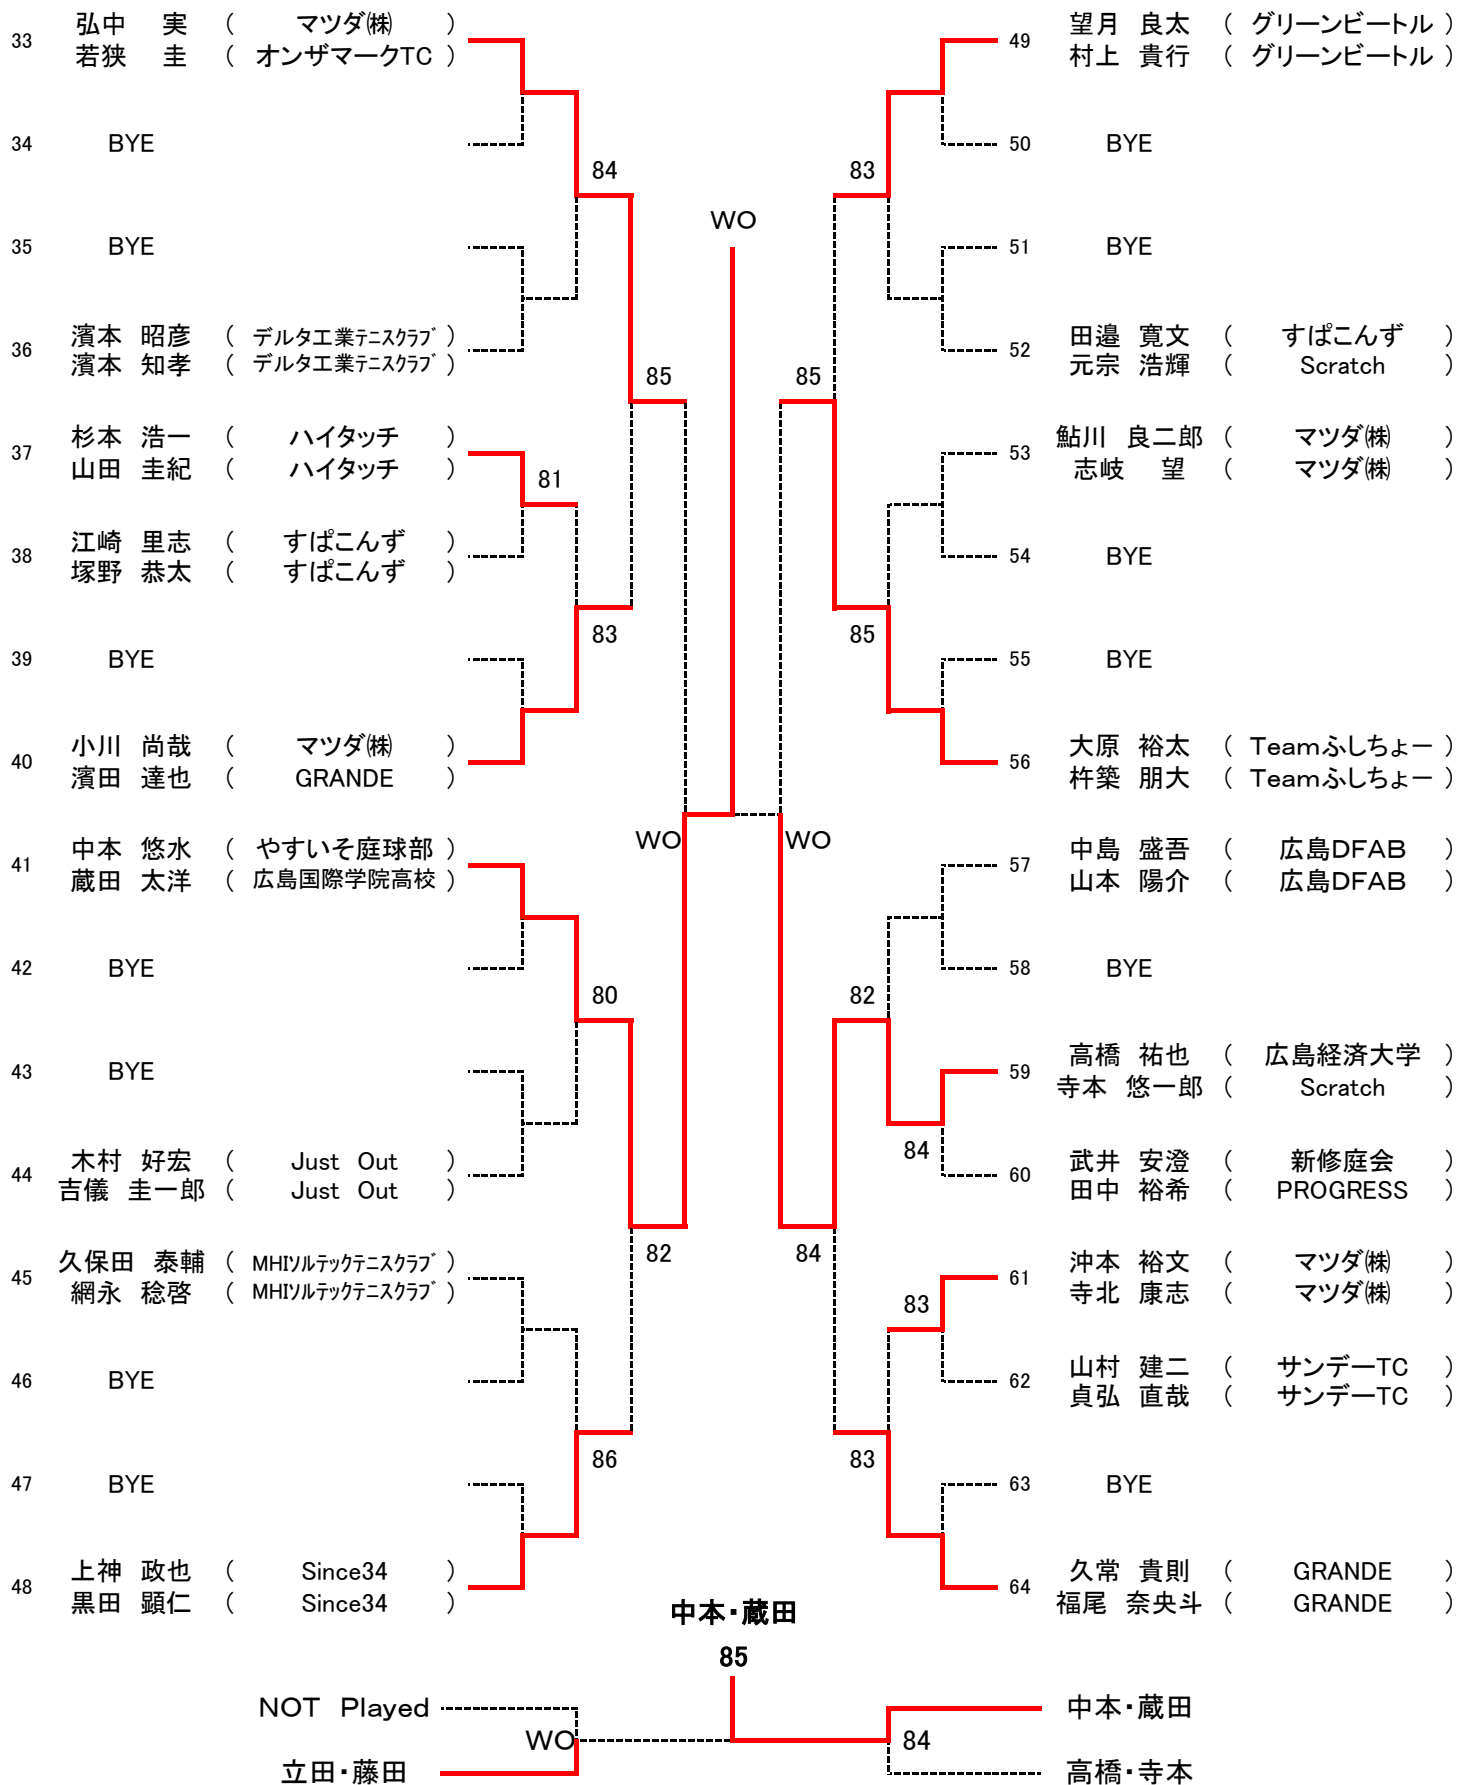 弘中 実 ( マツダ㈱ )
33
若狭 圭 ( オンザマークTC )
34 BYE
84
35 BYE
濱本 昭彦 ( デルタ工業ﾃﾆｽｸﾗﾌﾞ )
36
濱本 知孝 ( デルタ工業ﾃﾆｽｸﾗﾌﾞ )
85
杉本 浩一 ( ハイタッチ )
37
山田 圭紀 ( ハイタッチ )
81
江崎 里志 ( すぱこんず )
38
塚野 恭太 ( すぱこんず )
83
39 BYE
小川 尚哉 ( マツダ㈱ )
40
濱田 達也 ( GRANDE )
WO
中本 悠水 ( やすいそ庭球部 )
41
蔵田 太洋 ( 広島国際学院高校 )
42 BYE
80
43 BYE
木村 好宏 ( Just Out )
44
吉儀 圭一郎 ( Just Out )
82
久保田 泰輔 ( MHIｿﾙﾃｯｸテニスクラブ )
45
網永 稔啓 ( MHIｿﾙﾃｯｸテニスクラブ )
46 BYE
86
47 BYE
上神 政也 ( Since34 )
48
黒田 顕仁 ( Since34 )
WO
望月 良太 ( グリーンビートル )
49
村上 貴行 ( グリーンビートル )
50 BYE
83
51 BYE
田邉 寛文 ( すぱこんず )
52
元宗 浩輝 ( Scratch )
85
鮎川 良二郎 ( マツダ㈱ )
53
志岐 望 ( マツダ㈱ )
54 BYE
85
55 BYE
大原 裕太 ( Teamふしちょー )
56
杵築 朋大 ( Teamふしちょー )
WO
中島 盛吾 ( 広島DFAB )
57
山本 陽介 ( 広島DFAB )
58 BYE
82
高橋 祐也 ( 広島経済大学 )
59
寺本 悠一郎 ( Scratch )
84
武井 安澄 ( 新修庭会 )
60
田中 裕希 ( PROGRESS )
84
沖本 裕文 ( マツダ㈱ )
61
寺北 康志 ( マツダ㈱ )
83
山村 建二 ( サンデーTC )
62
貞弘 直哉 ( サンデーTC )
83
63 BYE
久常 貴則 ( GRANDE )
64
福尾 奈央斗 ( GRANDE )
中本・蔵田
85
NOT Played
WO
立田・藤田
中本・蔵田
84
高橋・寺本